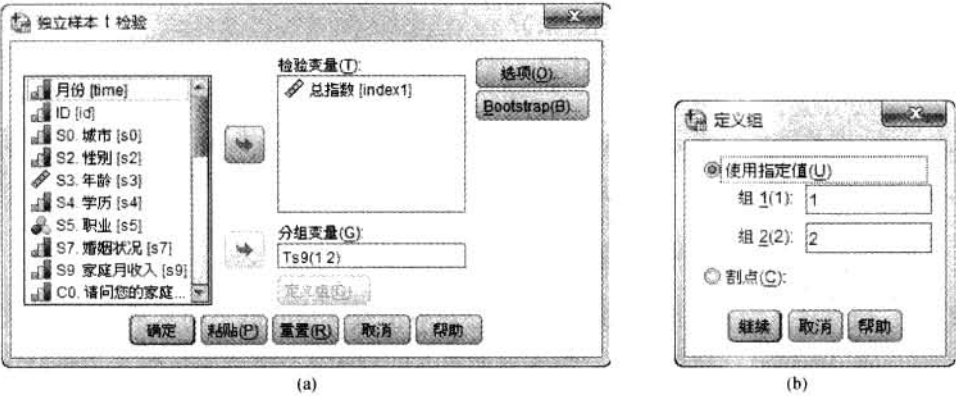 独立样本 t 检验
检验变量(T):
月份 [time]
ID [id]
S0. 城市 [s0]
S2. 性别 [s2]
S3. 年龄 [s3]
S4. 学历 [s4]
S5. 职业 [s5]
S7. 婚姻状况 [s7]
S9 家庭月收入 [s9]
C0. 请问您的家庭...
总指数 [index1]
选项(O)...
Bootstrap(B)...
分组变量(G):
Ts9(1 2)
定义组(D)...
确定 粘贴(P) 重置(R) 取消 帮助
(a)
定义组
使用指定值(U)
组 1(1): 1
组 2(2): 2
割点(C):
继续 取消 帮助
(b)